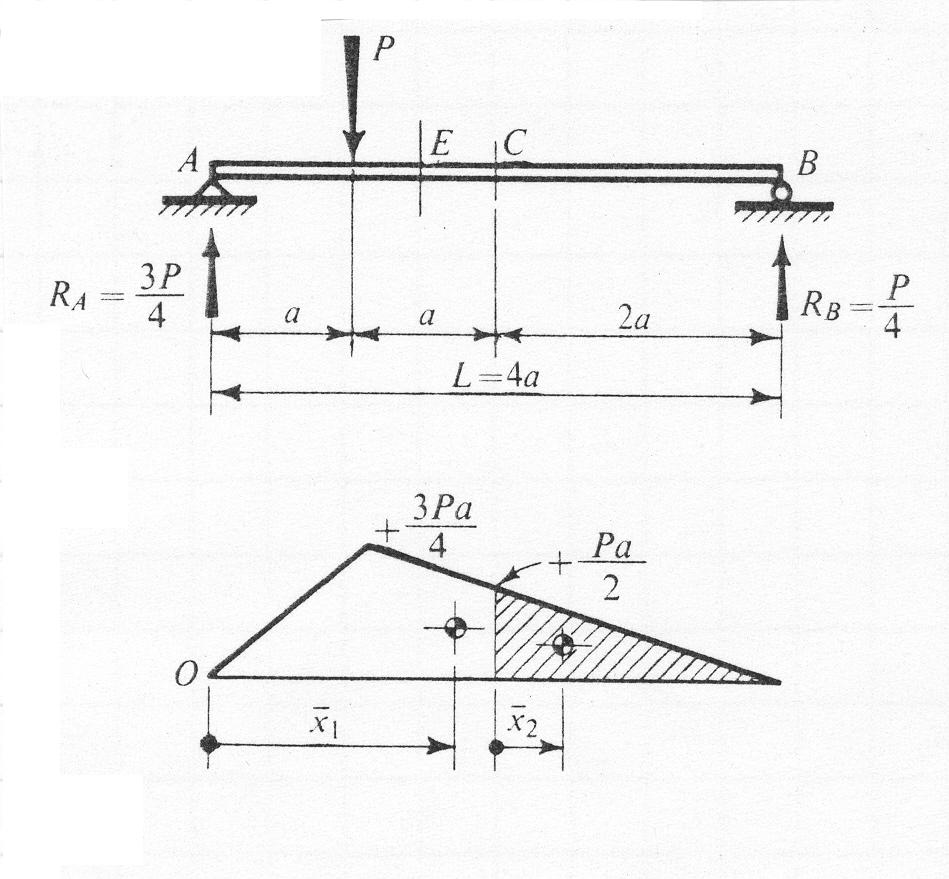 P
A
E
C
B
R_A = 3P/4
a
a
2a
R_B = P/4
L = 4a
+ 3Pa/4
+ Pa/2
O
x̄₁
x̄₂